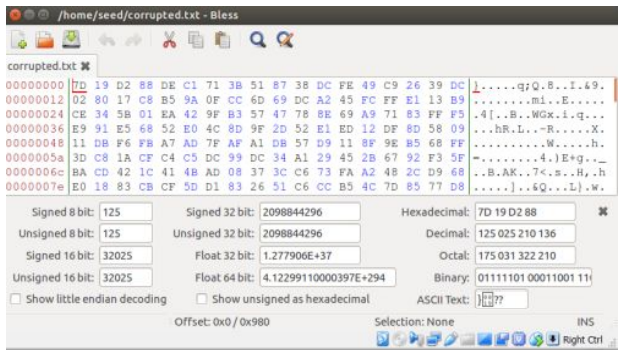 /home/seed/corrupted.txt - Bless
corrupted.txt ✖
00000000 7D 19 D2 88 DE C1 71 3B 51 87 38 DC FE 49 C9 26 39 DC }.....q;Q.8..I.&9.
00000012 02 80 17 C8 B5 9A 0F CC 6D 69 DC A2 45 FC FF E1 13 B9 ........mi..E.....
00000024 CE 34 5B 01 EA 42 9F B3 57 47 78 8E 69 A9 71 83 FF F5 .4[..B..WGx.i.q...
00000036 E9 91 E5 68 52 E0 4C 8D 9F 2D 52 E1 ED 12 DF 8D 58 09 ...hR.L..-R.....X.
00000048 11 DB F6 FB A7 AD 7F AF A1 DB 57 D9 11 8F 9E B5 68 FF ..........W.....h.
0000005a 3D C8 1A CF C4 C5 DC 99 DC 34 A1 29 45 2B 67 92 F3 5F =........4.)E+g.._
0000006c BA CD 42 1C 41 4B AD 08 37 3C C6 73 FA A2 48 2C D9 68 ..B.AK..7<.s..H,.h
0000007e E0 18 83 CB CF 5D D1 83 26 51 C6 CC B5 4C 7D 85 77 D8 .....]..&Q...L}.w.
Signed 8 bit: 125 Signed 32 bit: 2098844296 Hexadecimal: 7D 19 D2 88 ✖
Unsigned 8 bit: 125 Unsigned 32 bit: 2098844296 Decimal: 125 025 210 136
Signed 16 bit: 32025 Float 32 bit: 1.277906E+37 Octal: 175 031 322 210
Unsigned 16 bit: 32025 Float 64 bit: 4.12299110000397E+294 Binary: 01111101 00011001 11
Show little endian decoding Show unsigned as hexadecimal ASCII Text: }??
Offset: 0x0 / 0x980 Selection: None INS
Right Ctrl